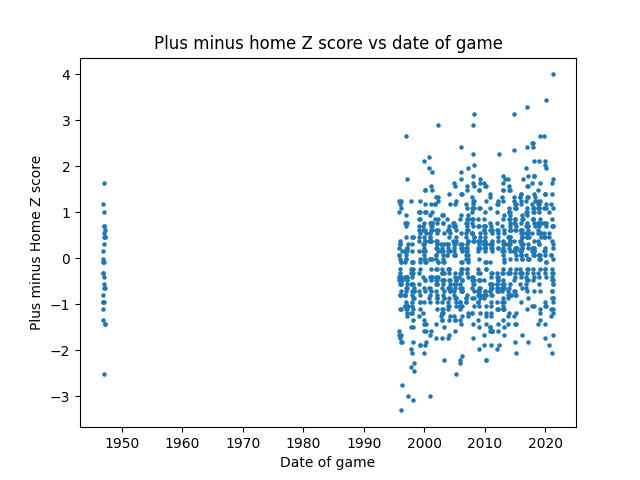 Plus minus home Z score vs date of game
Plus minus Home Z score
4
3
2
1
0
−1
−2
−3
1950 1960 1970 1980 1990 2000 2010 2020
Date of game